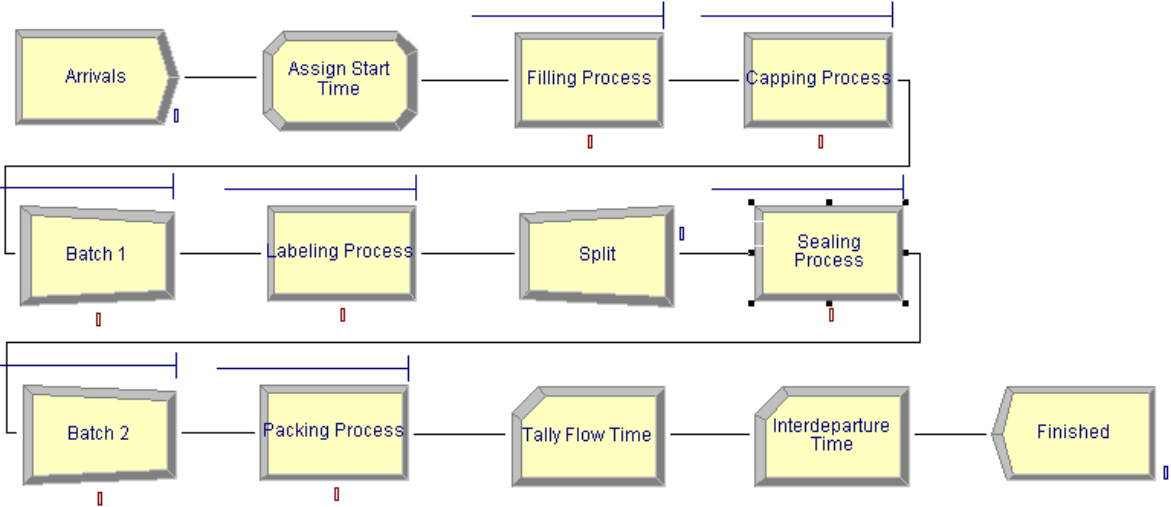 Arrivals
Assign Start
Time
Filling Process
Capping Process
Batch 1
Labeling Process
Split
Sealing
Process
Batch 2
Packing Process
Tally Flow Time
Interdeparture
Time
Finished